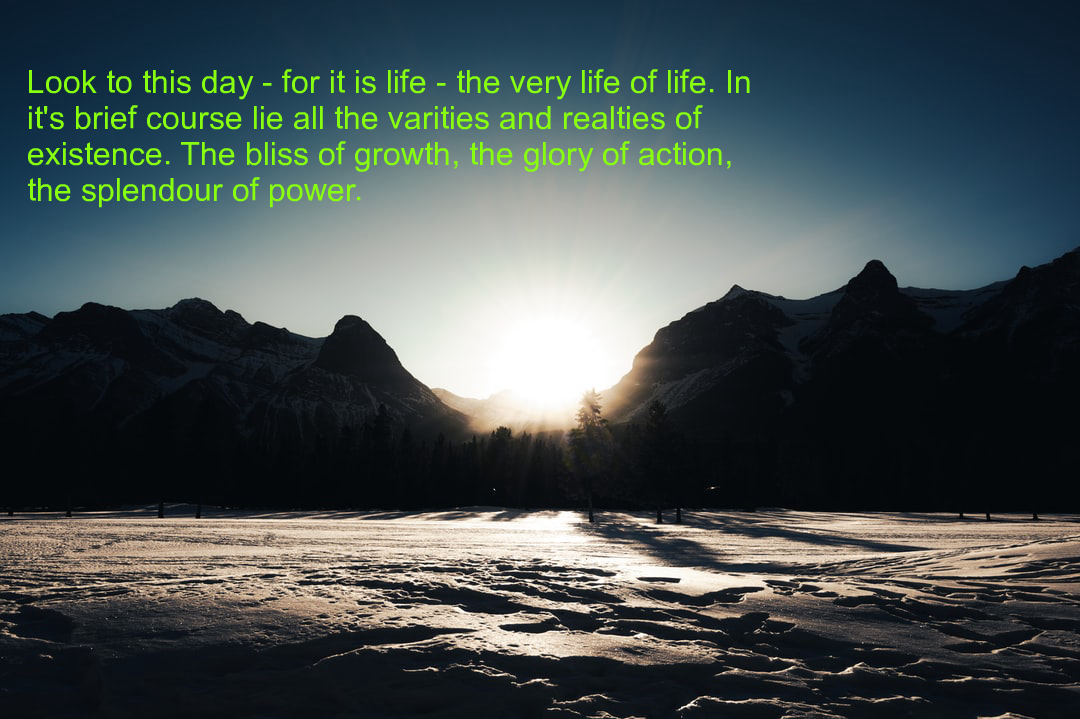 Look to this day - for it is life - the very life of life. In
it's brief course lie all the varities and realties of
existence. The bliss of growth, the glory of action,
the splendour of power.